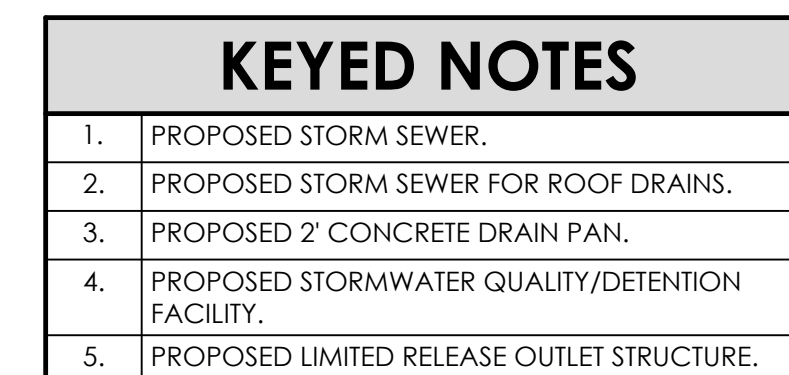 KEYED NOTES
1. PROPOSED STORM SEWER.
2. PROPOSED STORM SEWER FOR ROOF DRAINS.
3. PROPOSED 2' CONCRETE DRAIN PAN.
4. PROPOSED STORMWATER QUALITY/DETENTION
FACILITY.
5. PROPOSED LIMITED RELEASE OUTLET STRUCTURE.